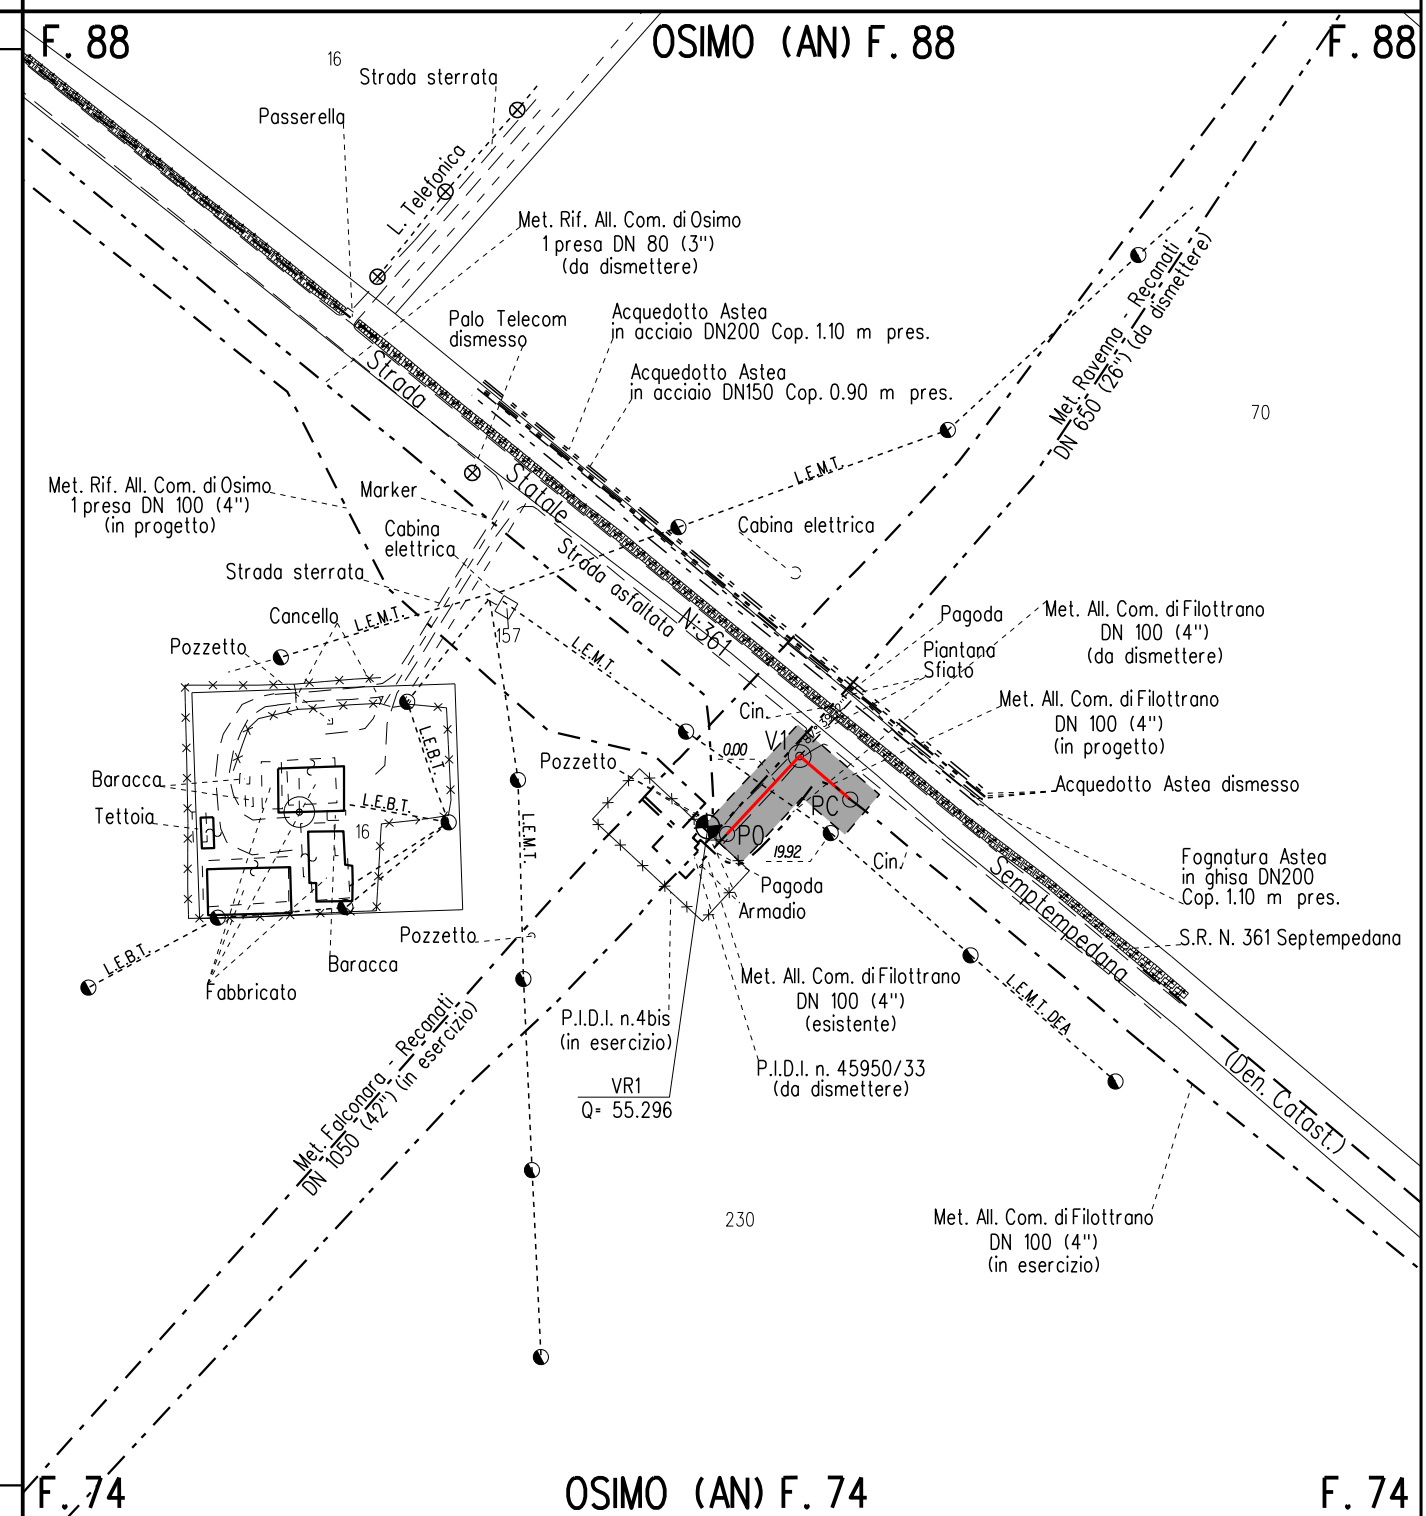 F. 88
OSIMO (AN) F. 88
F. 88
16
Strada sterrata
Passerella
L. Telefonica
Met. Rif. All. Com. di Osimo
1 presa DN 80 (3")
(da dismettere)
Palo Telecom
dismesso
Acquedotto Astea
in acciaio DN200 Cop. 1.10 m pres.
Acquedotto Astea
in acciaio DN150 Cop. 0.90 m pres.
Met. Ravenna - Recanati
DN 650 (26") (da dismettere)
70
Strada
Statale
N. 361
Strada asfaltata
L.E.M.T.
Met. Rif. All. Com. di Osimo
1 presa DN 100 (4")
(in progetto)
Marker
Cabina
elettrica
Cabina elettrica
Strada sterrata
Cancello
L.E.M.T.
157
L.E.M.T.
Pozzetto
Pagoda
Piantana
Sfiato
Met. All. Com. di Filottrano
DN 100 (4")
(da dismettere)
Met. All. Com. di Filottrano
DN 100 (4")
(in progetto)
Cin.
V1
0.00
Pozzetto
L.E.B.T.
Baracca
Tettoia
L.E.B.T.
16
L.E.M.T.
PC
P0
19.92
Cin.
Acquedotto Astea dismesso
Semptempedana
Fognatura Astea
in ghisa DN200
Cop. 1.10 m pres.
S.R. N. 361 Septempedana
Pagoda
Armadio
Pozzetto
Baracca
Fabbricato
L.E.B.T.
Met. All. Com. di Filottrano
DN 100 (4")
(esistente)
L.E.M.T. DEA
P.I.D.I. n.4bis
(in esercizio)
P.I.D.I. n. 45950/33
(da dismettere)
VR1
Q= 55.296
Met. Falconara - Recanati
DN 1050 (42") (in esercizio)
(Den. Catast.)
230
Met. All. Com. di Filottrano
DN 100 (4")
(in esercizio)
F. 74
OSIMO (AN) F. 74
F. 74